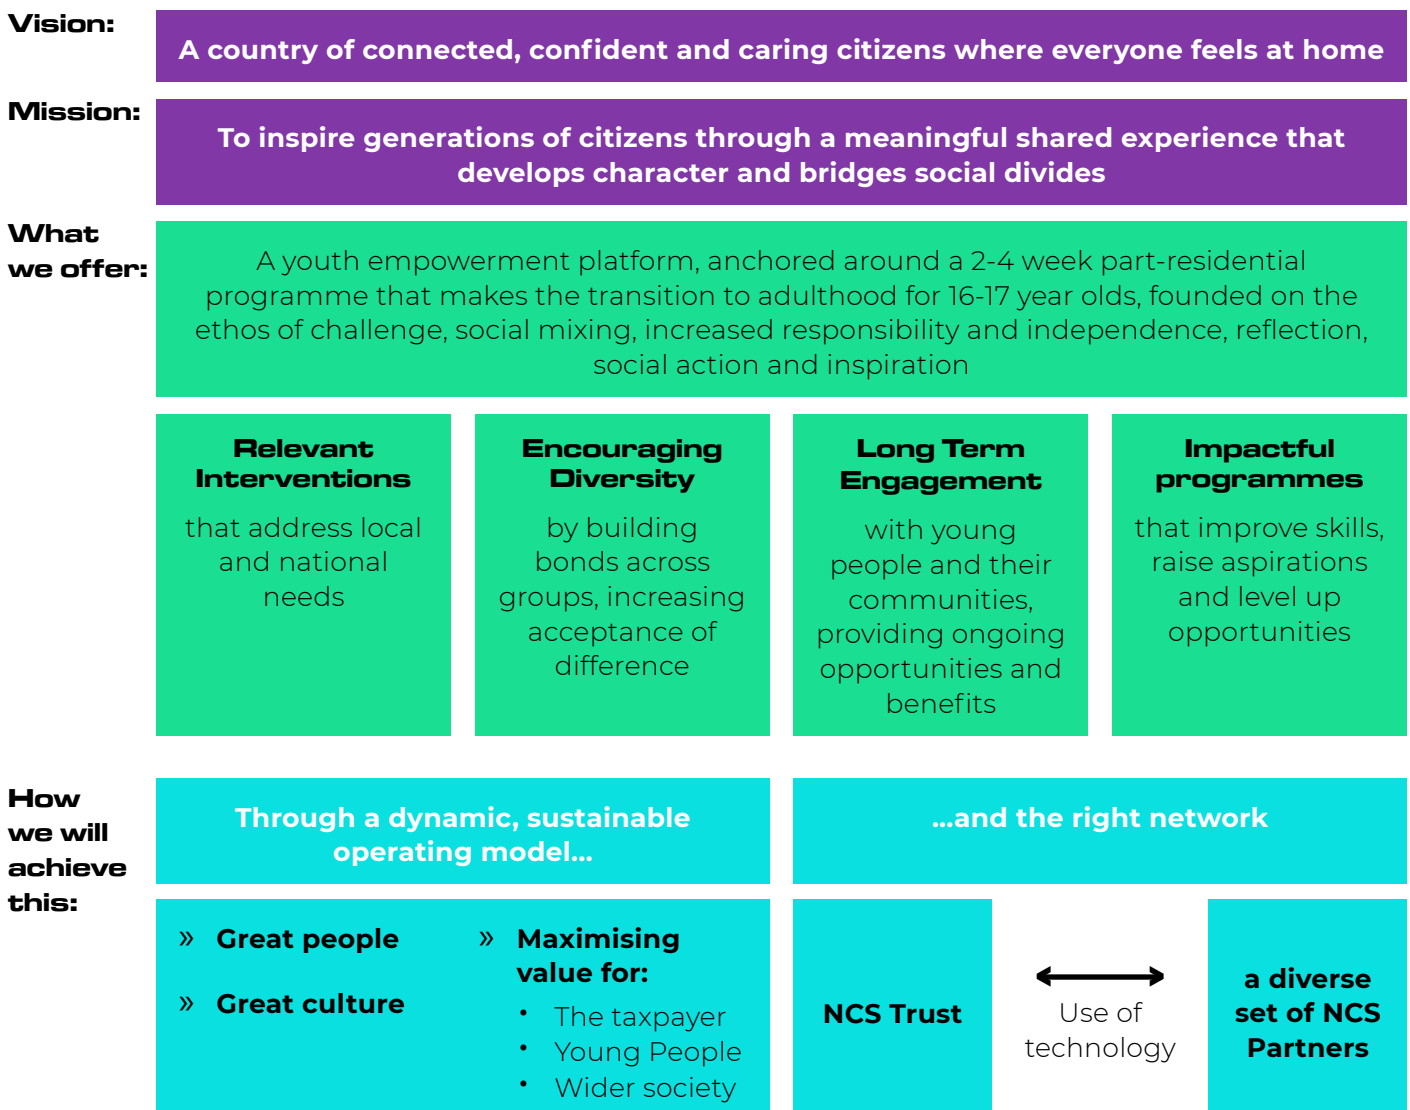 Vision:
A country of connected, confident and caring citizens where everyone feels at home
Mission:
To inspire generations of citizens through a meaningful shared experience that
develops character and bridges social divides
What
we offer:
A youth empowerment platform, anchored around a 2-4 week part-residential
programme that makes the transition to adulthood for 16-17 year olds, founded on the
ethos of challenge, social mixing, increased responsibility and independence, reflection,
social action and inspiration
Relevant
Interventions
that address local
and national
needs
Encouraging
Diversity
by building
bonds across
groups, increasing
acceptance of
difference
Long Term
Engagement
with young
people and their
communities,
providing ongoing
opportunities and
benefits
Impactful
programmes
that improve skills,
raise aspirations
and level up
opportunities
How
we will
achieve
this:
Through a dynamic, sustainable
operating model...
» Great people
» Great culture
» Maximising
value for:
• The taxpayer
• Young People
• Wider society
...and the right network
NCS Trust
Use of
technology
a diverse
set of NCS
Partners